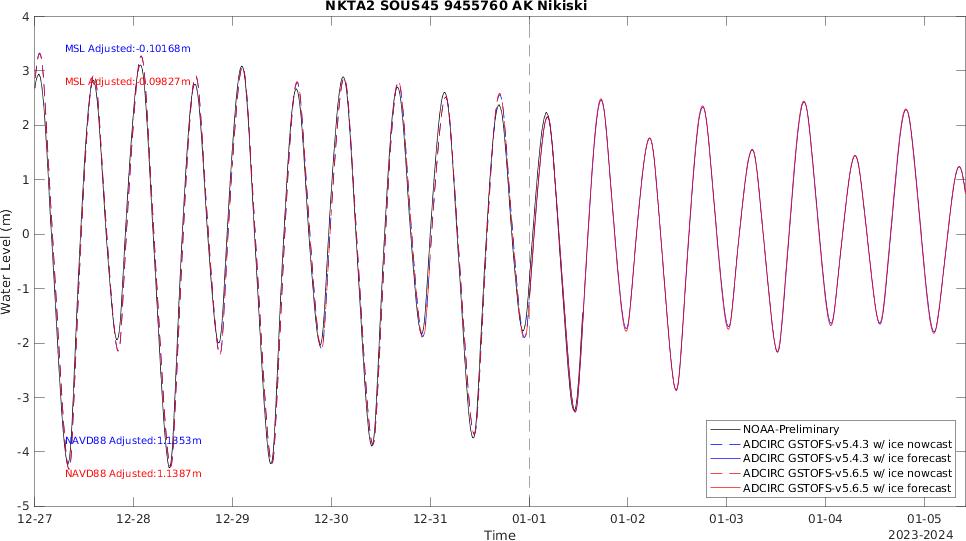 NKTA2 SOUS45 9455760 AK Nikiski
Water Level (m)
4
3
2
1
0
-1
-2
-3
-4
-5
MSL Adjusted:-0.10168m
MSL Adjusted:-0.09827m
NAVD88 Adjusted:1.1353m
NAVD88 Adjusted:1.1387m
NOAA-Preliminary
ADCIRC GSTOFS-v5.4.3 w/ ice nowcast
ADCIRC GSTOFS-v5.4.3 w/ ice forecast
ADCIRC GSTOFS-v5.6.5 w/ ice nowcast
ADCIRC GSTOFS-v5.6.5 w/ ice forecast
12-27 12-28 12-29 12-30 12-31 01-01 01-02 01-03 01-04 01-05
Time
2023-2024